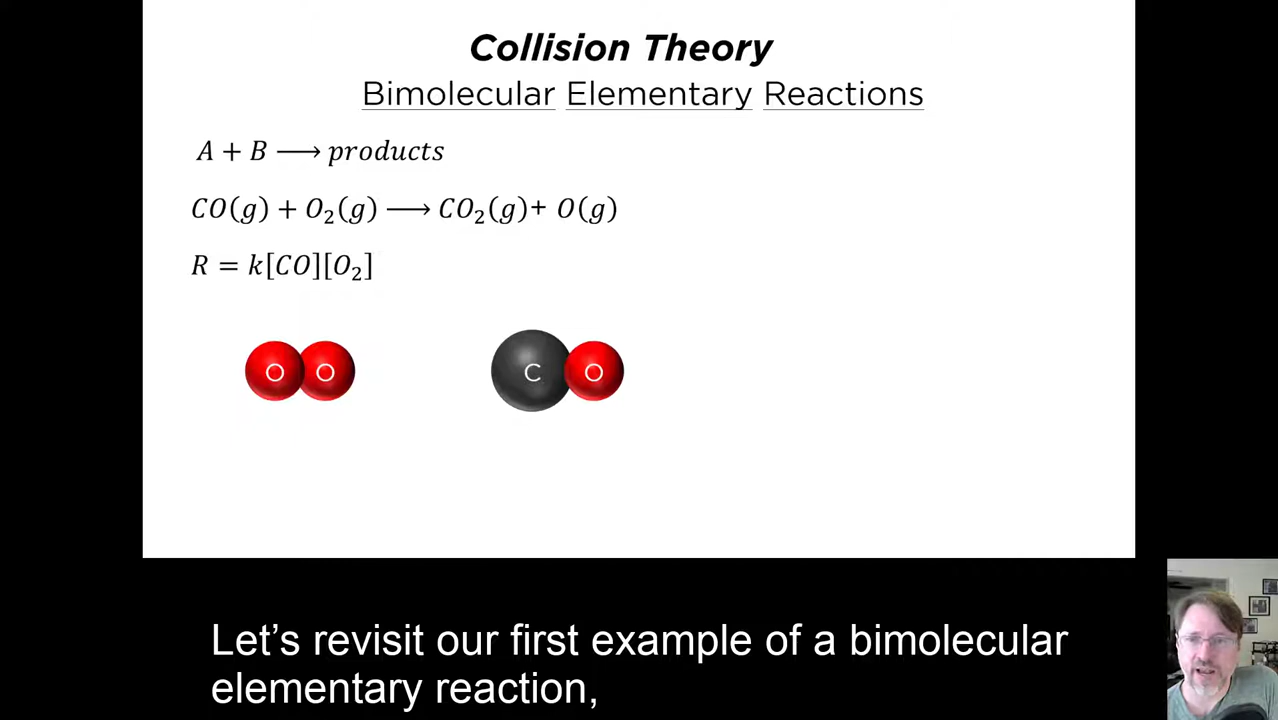 Collision Theory
Bimolecular Elementary Reactions
A + B ⟶ products
CO(g) + O₂(g) ⟶ CO₂(g)+ O(g)
R = k[CO][O₂]
O O C O
Let’s revisit our first example of a bimolecular
elementary reaction,